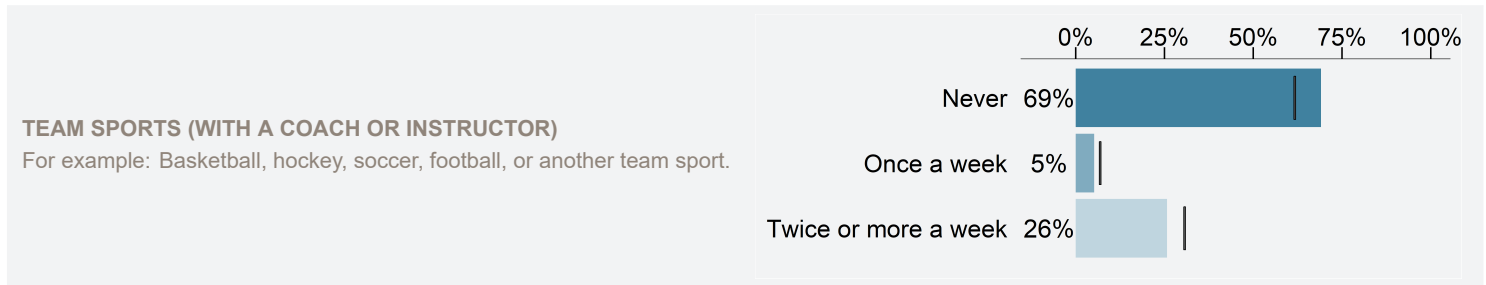 TEAM SPORTS (WITH A COACH OR INSTRUCTOR)
For example: Basketball, hockey, soccer, football, or another team sport.
0% 25% 50% 75% 100%
Never 69%
Once a week 5%
Twice or more a week 26%